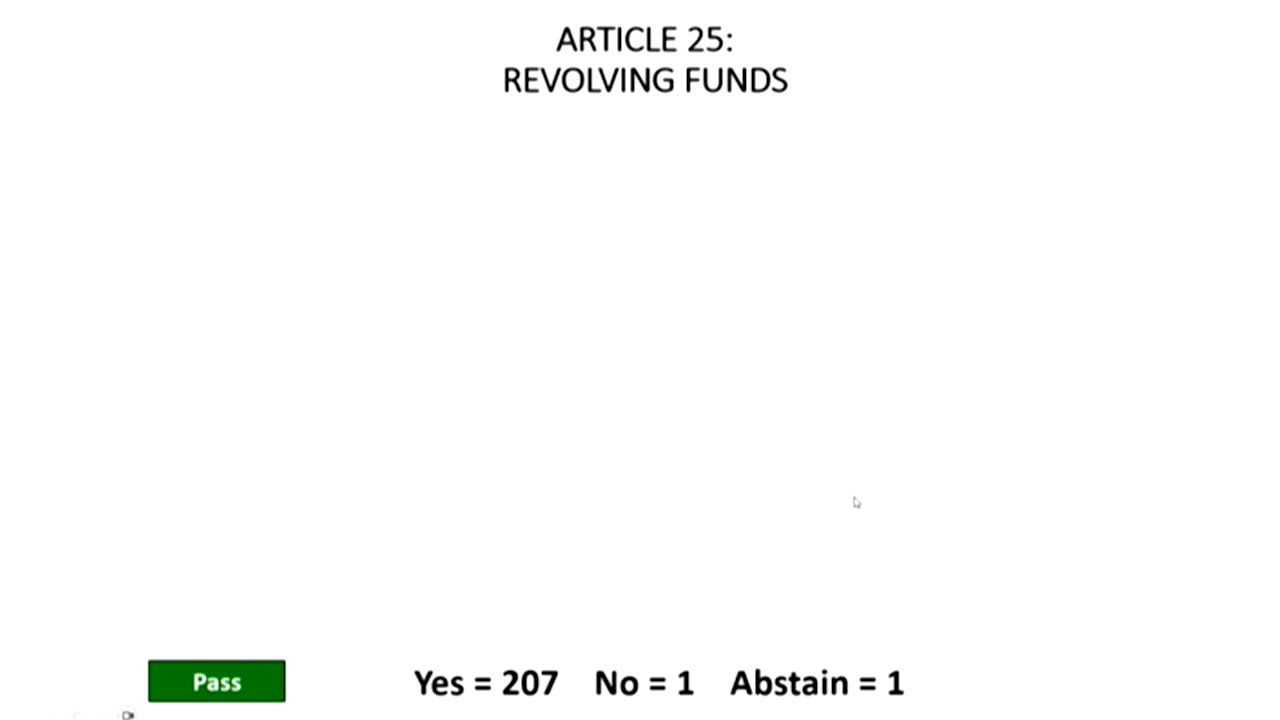 ARTICLE 25:
REVOLVING FUNDS
Pass Yes = 207 No = 1 Abstain = 1